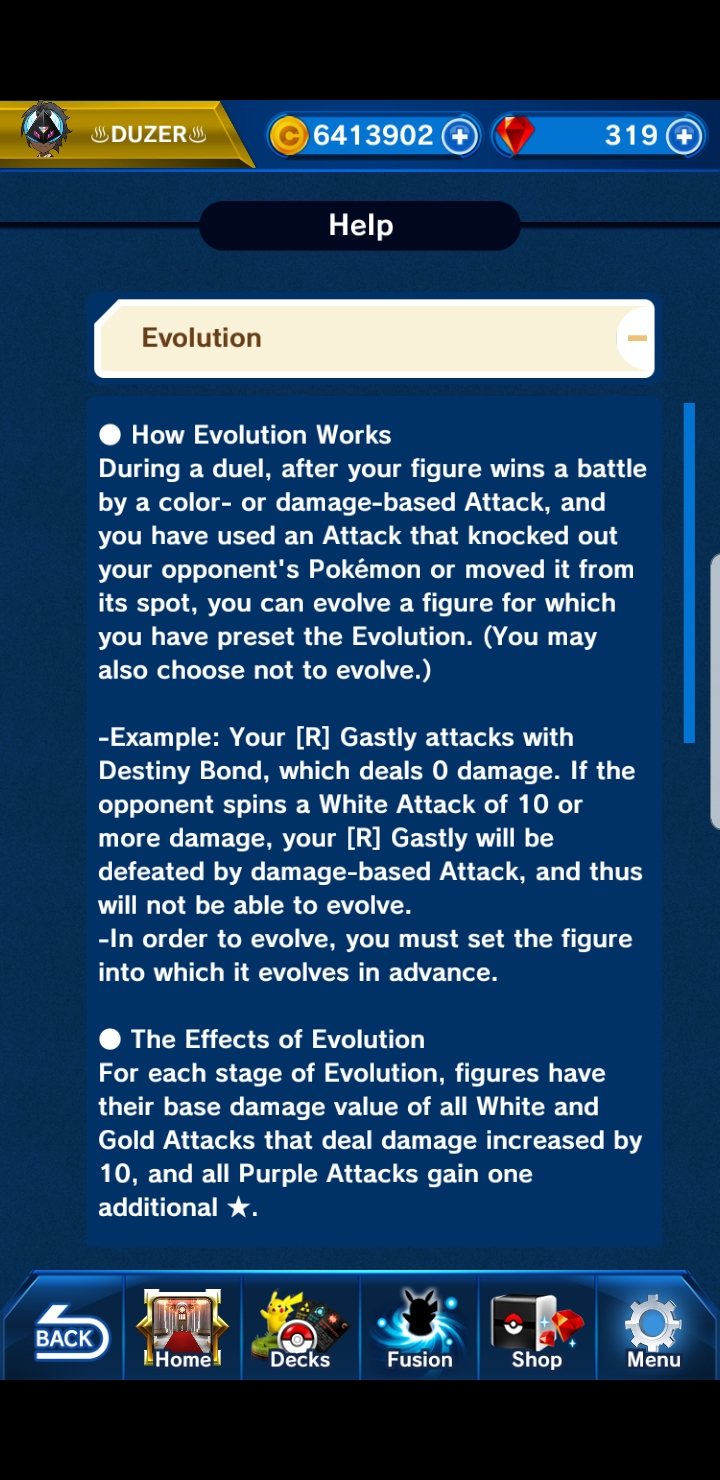 ♨DUZER♨
C 6413902 +
319 +
Help
Evolution
● How Evolution Works
During a duel, after your figure wins a battle
by a color- or damage-based Attack, and
you have used an Attack that knocked out
your opponent's Pokémon or moved it from
its spot, you can evolve a figure for which
you have preset the Evolution. (You may
also choose not to evolve.)
-Example: Your [R] Gastly attacks with
Destiny Bond, which deals 0 damage. If the
opponent spins a White Attack of 10 or
more damage, your [R] Gastly will be
defeated by damage-based Attack, and thus
will not be able to evolve.
-In order to evolve, you must set the figure
into which it evolves in advance.
● The Effects of Evolution
For each stage of Evolution, figures have
their base damage value of all White and
Gold Attacks that deal damage increased by
10, and all Purple Attacks gain one
additional ★.
BACK
Home
Decks
Fusion
Shop
Menu